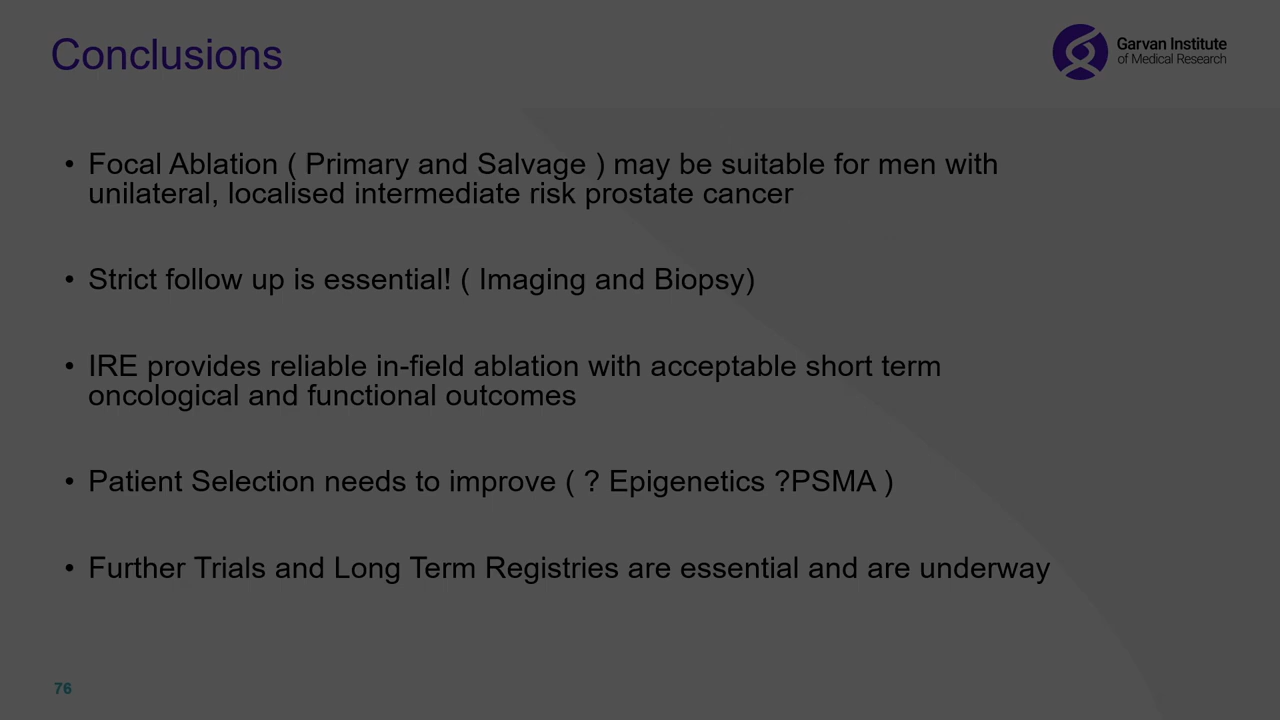 Conclusions
Garvan Institute
of Medical Research
• Focal Ablation ( Primary and Salvage ) may be suitable for men with
unilateral, localised intermediate risk prostate cancer
• Strict follow up is essential! ( Imaging and Biopsy)
• IRE provides reliable in-field ablation with acceptable short term
oncological and functional outcomes
• Patient Selection needs to improve ( ? Epigenetics ?PSMA )
• Further Trials and Long Term Registries are essential and are underway
76